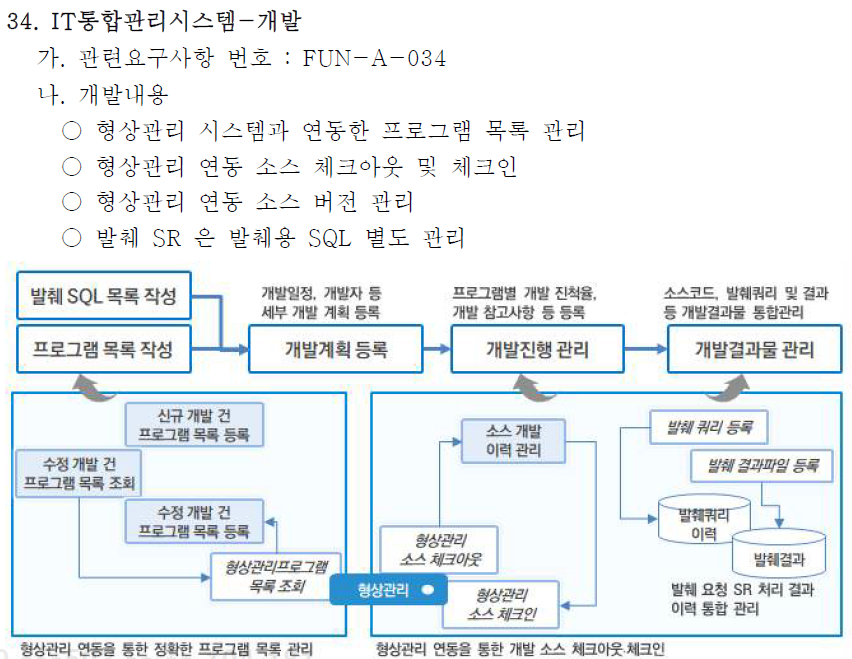 34. IT통합관리시스템-개발
가. 관련요구사항 번호 : FUN-A-034
나. 개발내용
○ 형상관리 시스템과 연동한 프로그램 목록 관리
○ 형상관리 연동 소스 체크아웃 및 체크인
○ 형상관리 연동 소스 버전 관리
○ 발췌 SR 은 발췌용 SQL 별도 관리
발췌 SQL 목록 작성
프로그램 목록 작성
개발일정, 개발자 등
세부 개발 계획 등록
개발계획 등록
프로그램별 개발 진척율,
개발 참고사항 등 등록
개발진행 관리
소스코드, 발췌쿼리 및 결과
등 개발결과물 통합관리
개발결과물 관리
신규 개발 건
프로그램 목록 등록
수정 개발 건
프로그램 목록 조회
수정 개발 건
프로그램 목록 등록
형상관리프로그램
목록 조회
형상관리
소스 개발
이력 관리
형상관리
소스 체크아웃
형상관리
소스 체크인
발췌 쿼리 등록
발췌 결과파일 등록
발췌쿼리
이력
발췌결과
발췌 요청 SR 처리 결과
이력 통합 관리
형상관리 연동을 통한 정확한 프로그램 목록 관리
형상관리 연동을 통한 개발 소스 체크아웃.체크인